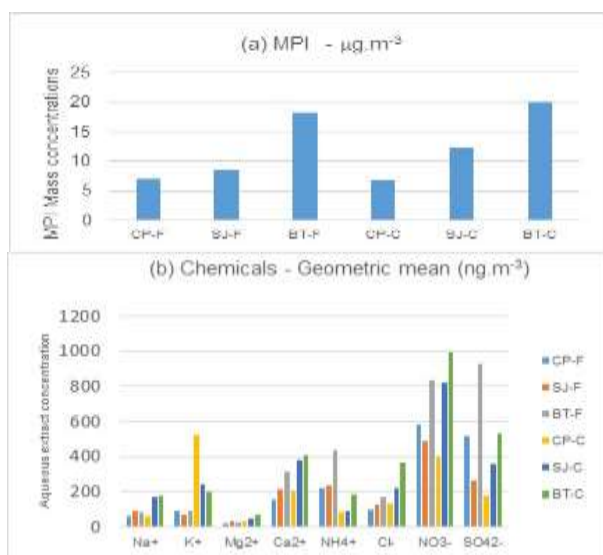 (a) MPI - µg.m-³
MPI Mass concentrations
25
20
15
10
5
0
CP-F SJ-F BT-F CP-C SJ-C BT-C
(b) Chemicals - Geometric mean (ng.m-³)
Aqueous extract concentration
1200
1000
800
600
400
200
0
Na+ K+ Mg2+ Ca2+ NH4+ Cl- NO3- SO42-
CP-F
SJ-F
BT-F
CP-C
SJ-C
BT-C